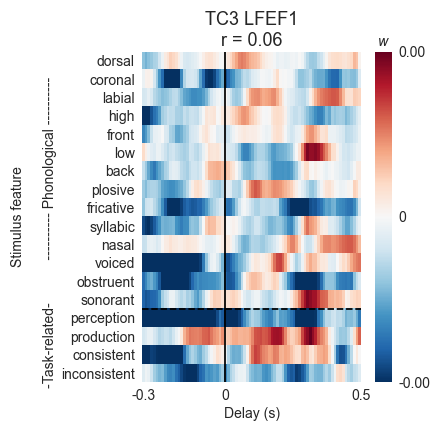 TC3 LFEF1
r = 0.06
w
Stimulus feature
-------- Phonological ----------
-Task-related-
dorsal
coronal
labial
high
front
low
back
plosive
fricative
syllabic
nasal
voiced
obstruent
sonorant
perception
production
consistent
inconsistent
0.00
0
-0.00
-0.3 0 0.5
Delay (s)